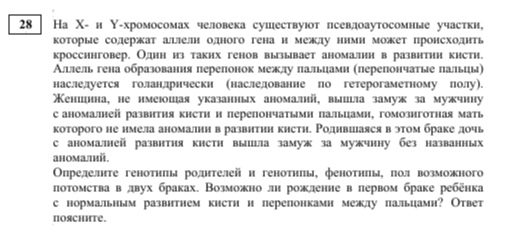 28
На X- и Y-хромосомах человека существуют псевдоаутосомные участки,
которые содержат аллели одного гена и между ними может происходить
кроссинговер. Один из таких генов вызывает аномалии в развитии кисти.
Аллель гена образования перепонок между пальцами (перепончатые пальцы)
наследуется голандрически (наследование по гетерогаметному полу).
Женщина, не имеющая указанных аномалий, вышла замуж за мужчину
с аномалией развития кисти и перепончатыми пальцами, гомозиготная мать
которого не имела аномалии в развитии кисти. Родившаяся в этом браке дочь
с аномалией развития кисти вышла замуж за мужчину без названных
аномалий.
Определите генотипы родителей и генотипы, фенотипы, пол возможного
потомства в двух браках. Возможно ли рождение в первом браке ребёнка
с нормальным развитием кисти и перепонками между пальцами? Ответ
поясните.